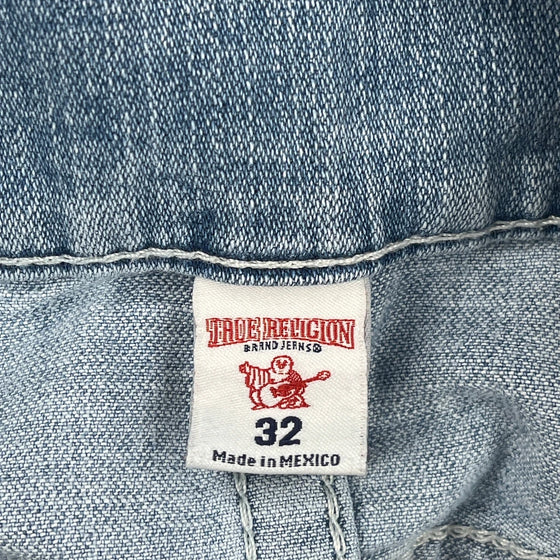 TRUE RELIGION
BRAND JEANS®
32
Made in MEXICO